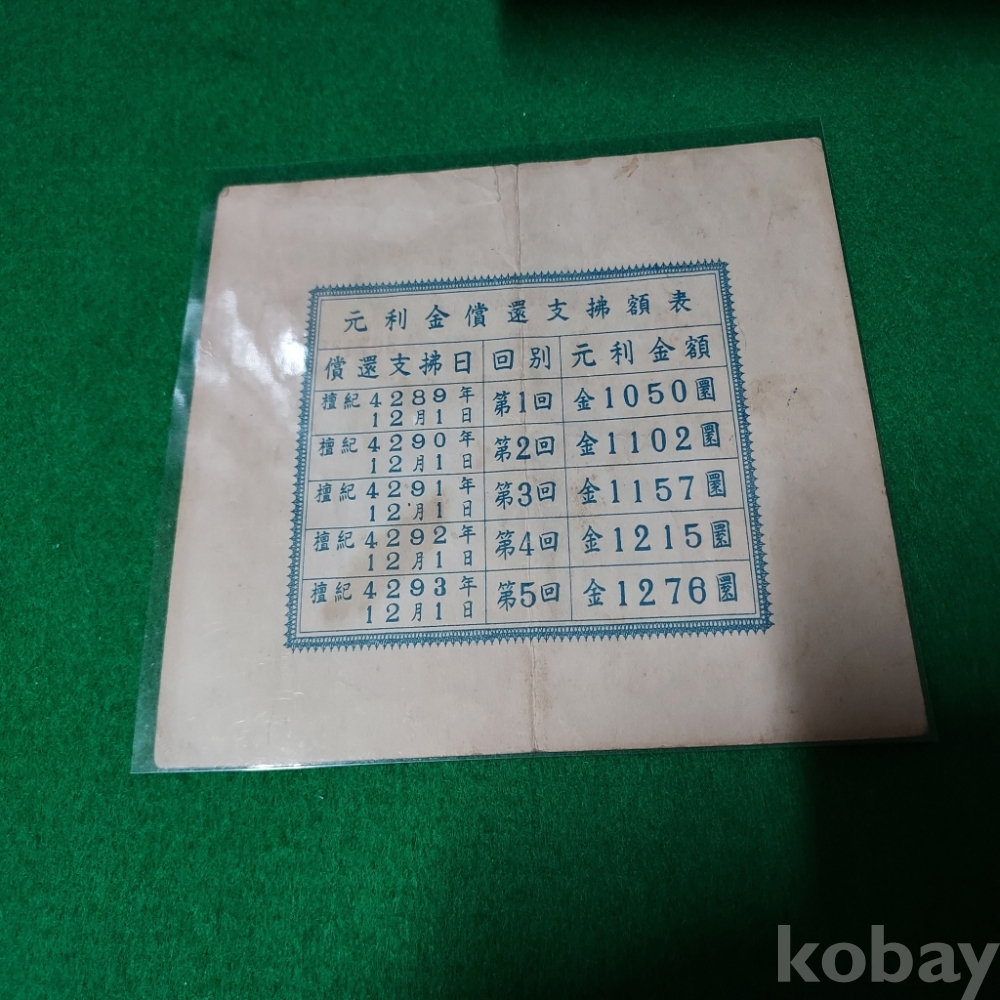 元利金償還支拂額表
償還支拂日 回別 元利金額
檀紀 4289年 12月1日 第1回 金1050圜
檀紀 4290年 12月1日 第2回 金1102圜
檀紀 4291年 12月1日 第3回 金1157圜
檀紀 4292年 12月1日 第4回 金1215圜
檀紀 4293年 12月1日 第5回 金1276圜
kobay